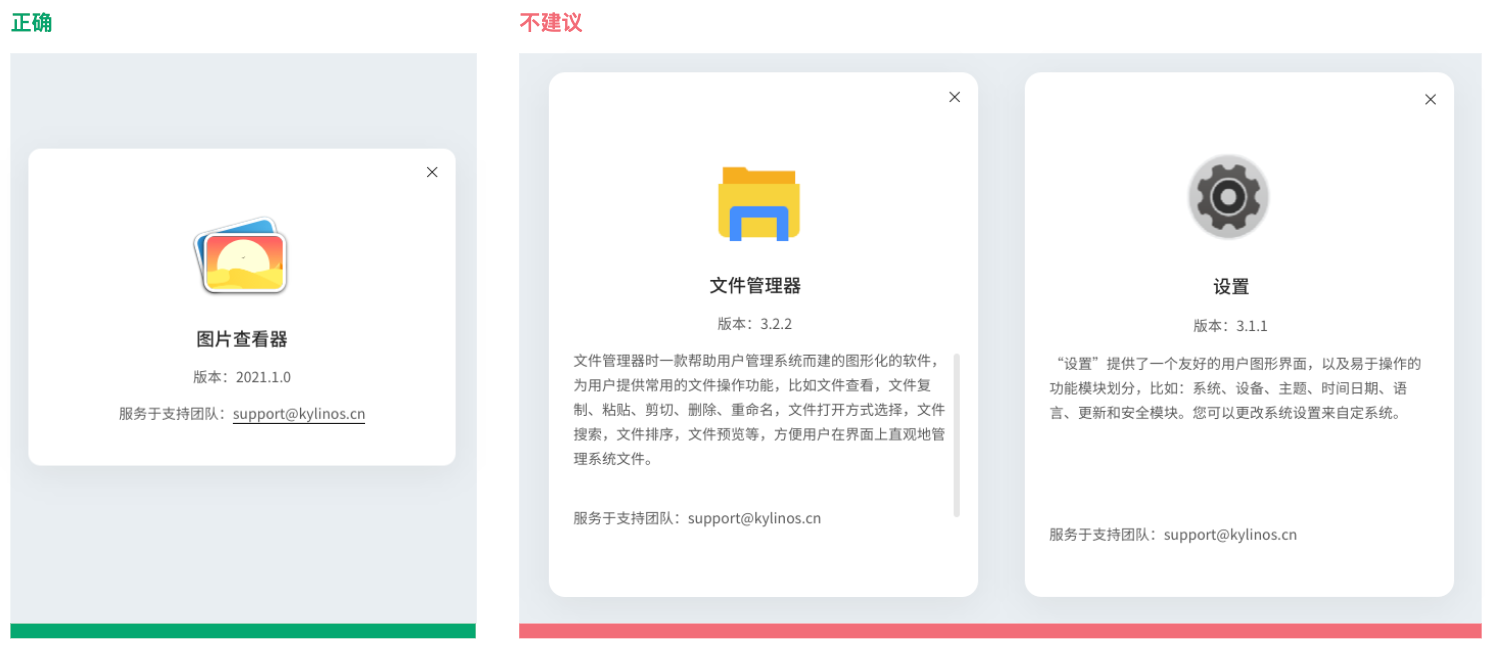 正确
不建议
图片查看器
版本：2021.1.0
服务于支持团队：support@kylinos.cn
文件管理器
版本：3.2.2
文件管理器时一款帮助用户管理系统而建的图形化的软件，
为用户提供常用的文件操作功能，比如文件查看，文件复
制、粘贴、剪切、删除、重命名，文件打开方式选择，文件
搜索，文件排序，文件预览等，方便用户在界面上直观地管
理系统文件。
服务于支持团队：support@kylinos.cn
设置
版本：3.1.1
“设置”提供了一个友好的用户图形界面，以及易于操作的
功能模块划分，比如：系统、设备、主题、时间日期、语
言、更新和安全模块。您可以更改系统设置来自定系统。
服务于支持团队：support@kylinos.cn